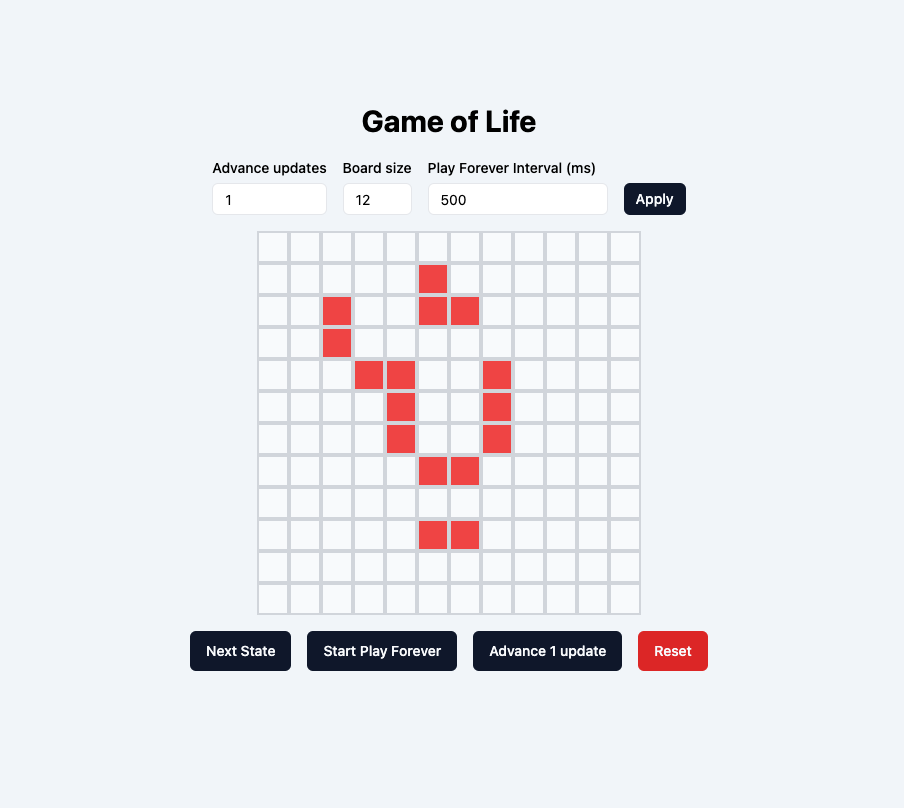 Game of Life
Advance updates
Board size
Play Forever Interval (ms)
1
12
500
Apply
Next State
Start Play Forever
Advance 1 update
Reset